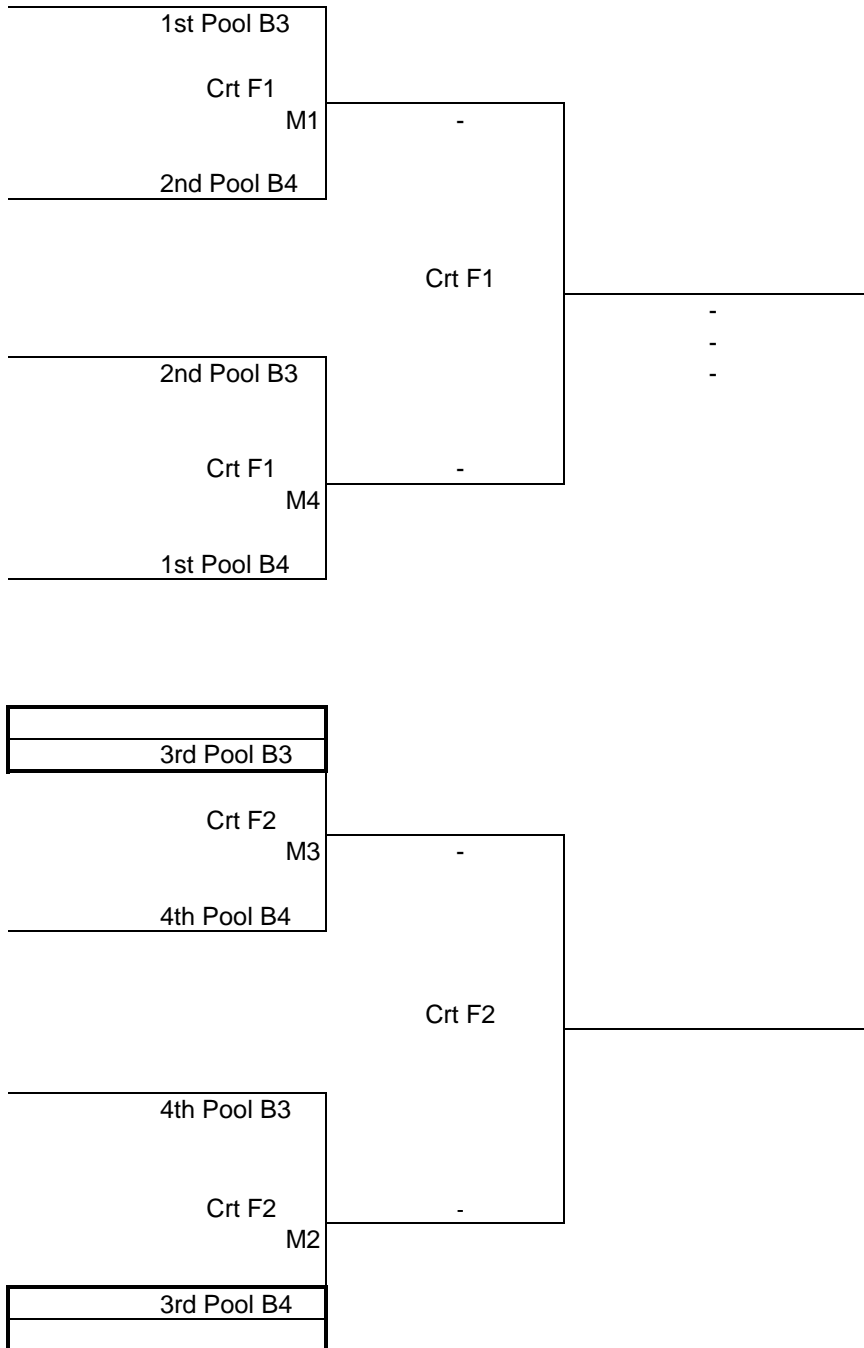 1st Pool B3
Crt F1
M1
-
2nd Pool B4
Crt F1
-
-
2nd Pool B3
-
Crt F1
-
M4
1st Pool B4
3rd Pool B3
Crt F2
M3
-
4th Pool B4
Crt F2
4th Pool B3
Crt F2
-
M2
3rd Pool B4